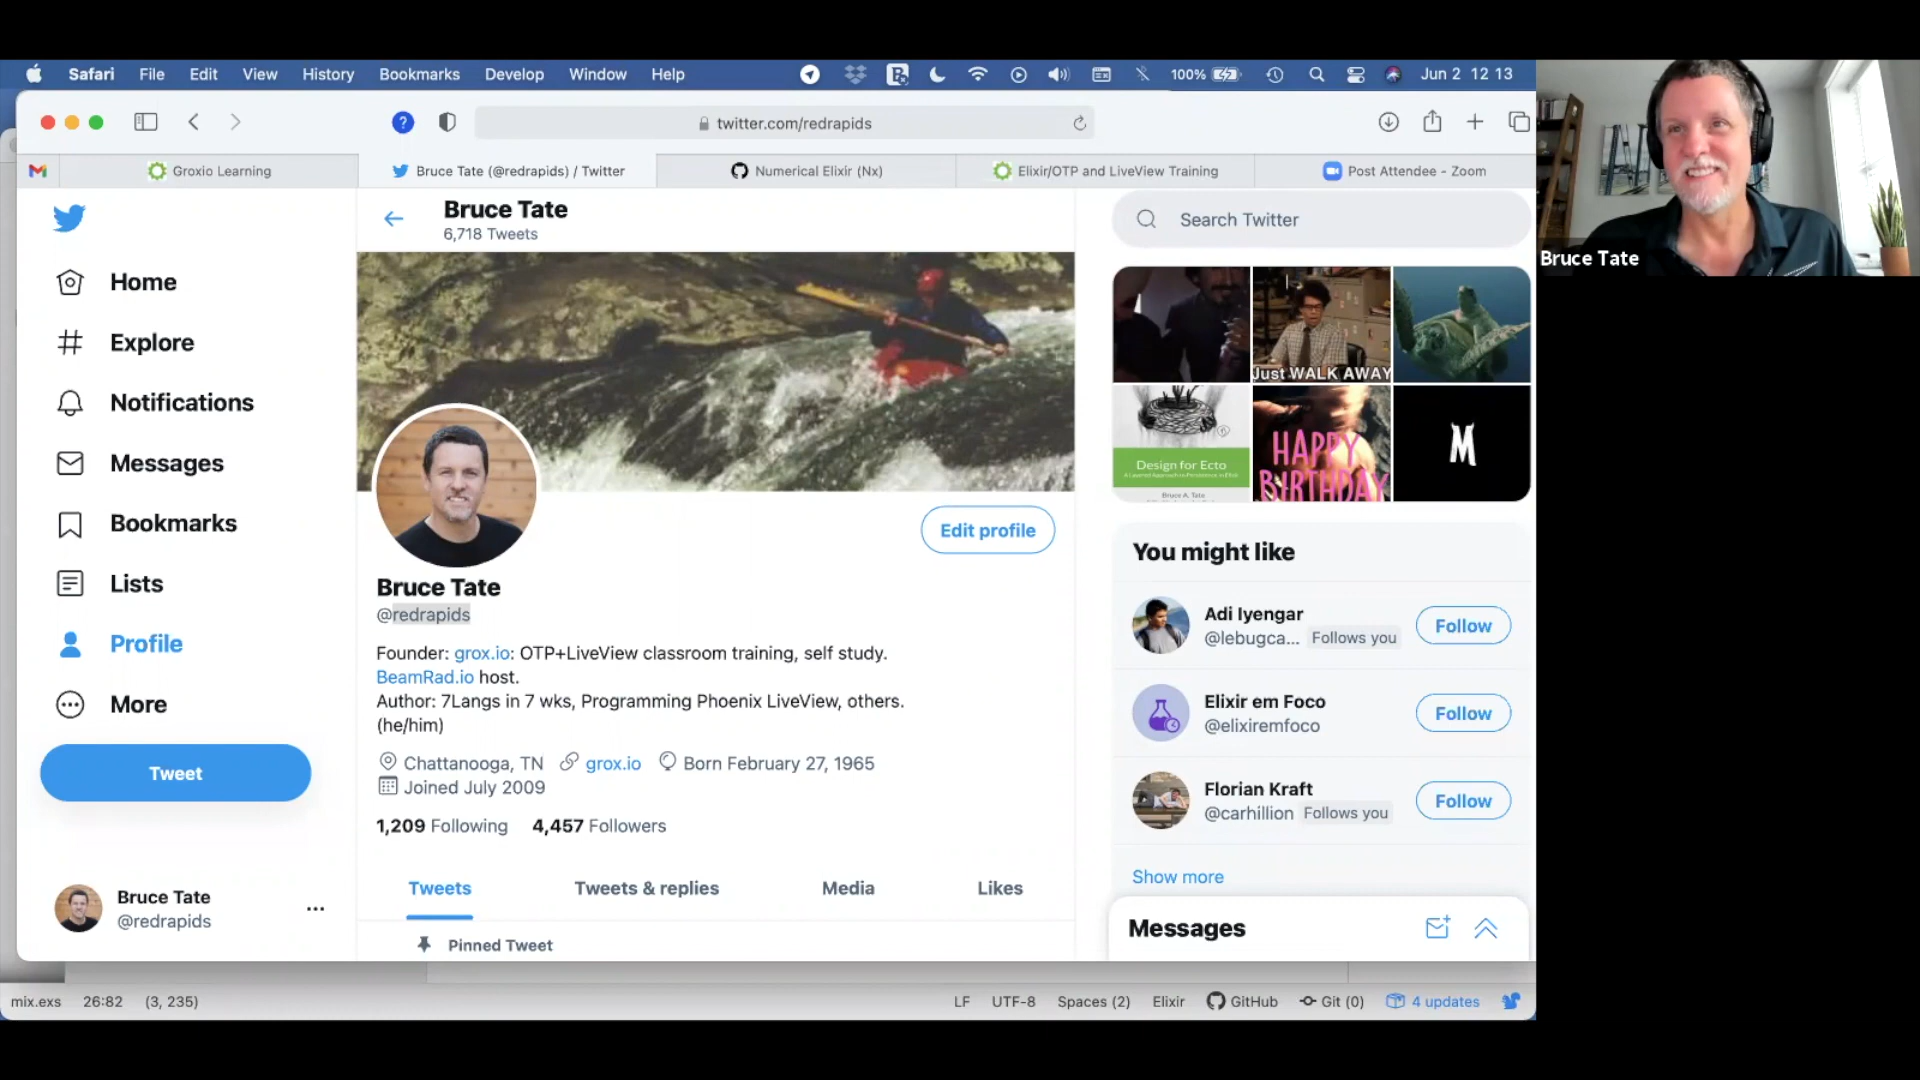 Safari File Edit View History Bookmarks Develop Window Help 100% Jun 2 12 13
twitter.com/redrapids
Groxio Learning
Bruce Tate (@redrapids) / Twitter
Numerical Elixir (Nx)
Elixir/OTP and LiveView Training
Post Attendee - Zoom
Bruce Tate
6,718 Tweets
Home
Explore
Notifications
Messages
Bookmarks
Lists
Profile
More
Tweet
Bruce Tate
@redrapids
Edit profile
Bruce Tate
@redrapids
Founder: grox.io: OTP+LiveView classroom training, self study.
BeamRad.io host.
Author: 7Langs in 7 wks, Programming Phoenix LiveView, others.
(he/him)
Chattanooga, TN grox.io Born February 27, 1965
Joined July 2009
1,209 Following 4,457 Followers
Tweets Tweets & replies Media Likes
Pinned Tweet
Search Twitter
Just WALK AWAY
Design for Ecto
Bruce A. Tate
HAPPY
BIRTHDAY
M
You might like
Adi Iyengar
@lebugca... Follows you
Follow
Elixir em Foco
@elixiremfoco
Follow
Florian Kraft
@carhillion Follows you
Follow
Show more
Messages
mix.exs 26:82 (3, 235) LF UTF-8 Spaces (2) Elixir GitHub Git (0) 4 updates
Bruce Tate